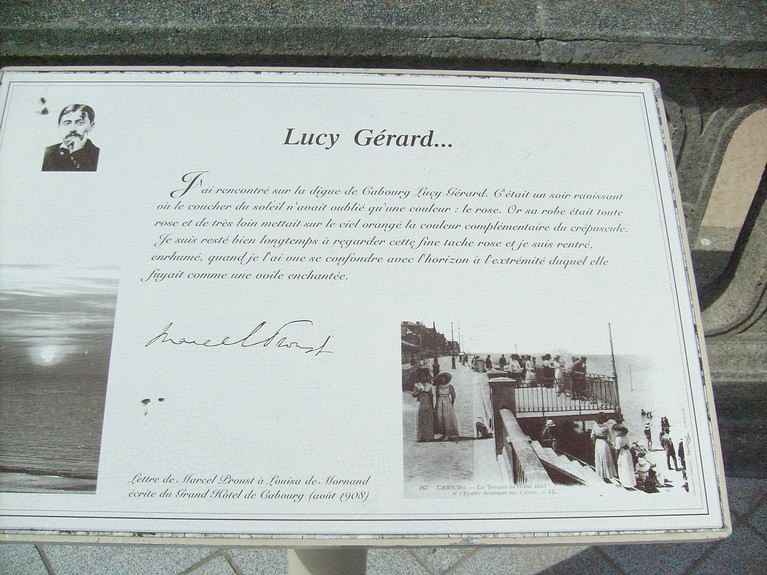 Lucy Gérard...
J'ai rencontré sur la digue de Cabourg Lucy Gérard. C'était un soir ravissant
où le coucher du soleil n'avait oublié qu'une couleur : le rose. Or sa robe était toute
rose et de très loin mettait sur le ciel orangé la couleur complémentaire du crépuscule.
Je suis resté bien longtemps à regarder cette fine tache rose et je suis rentré,
enrhumé, quand je l'ai vue se confondre avec l'horizon à l'extrémité duquel elle
fuyait comme une voile enchantée.
Marcel Proust
Lettre de Marcel Proust à Louisa de Mornand
écrite du Grand Hôtel de Cabourg (août 1908)
CABOURG